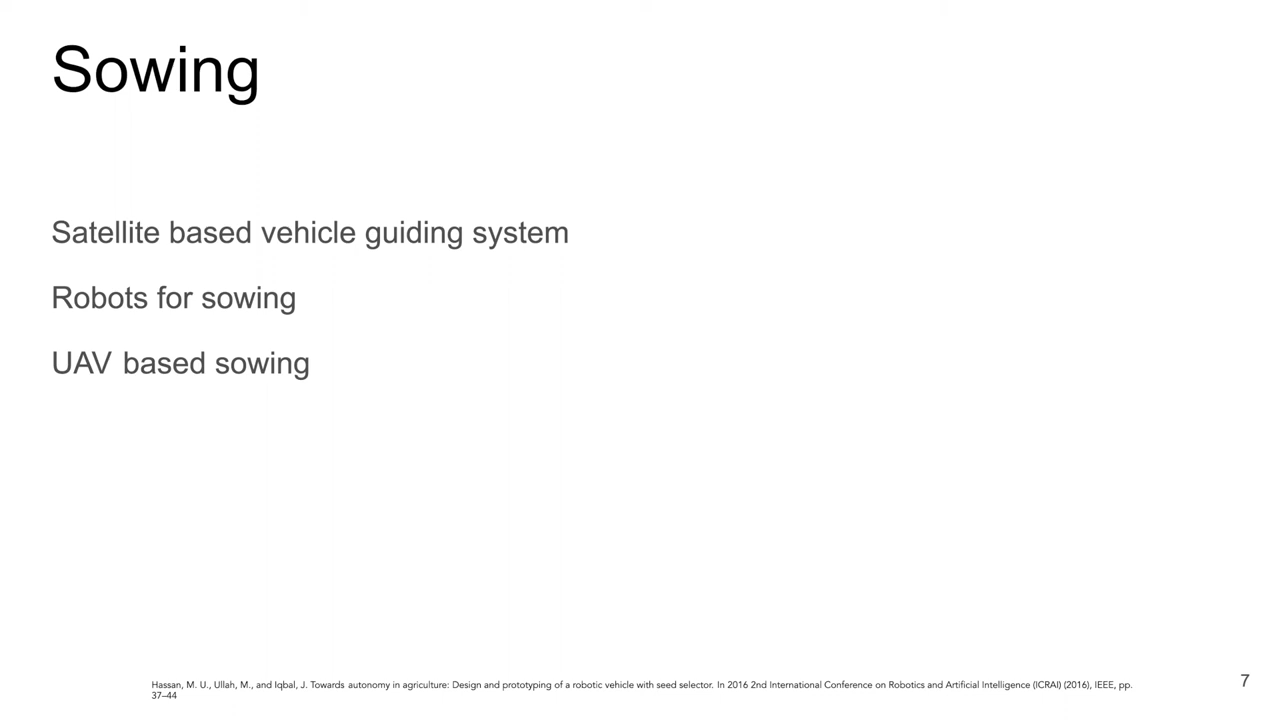 Sowing
Satellite based vehicle guiding system
Robots for sowing
UAV based sowing
Hassan, M. U., Ullah, M., and Iqbal, J. Towards autonomy in agriculture: Design and prototyping of a robotic vehicle with seed selector. In 2016 2nd International Conference on Robotics and Artificial Intelligence (ICRAI) (2016), IEEE, pp.
37–44
7